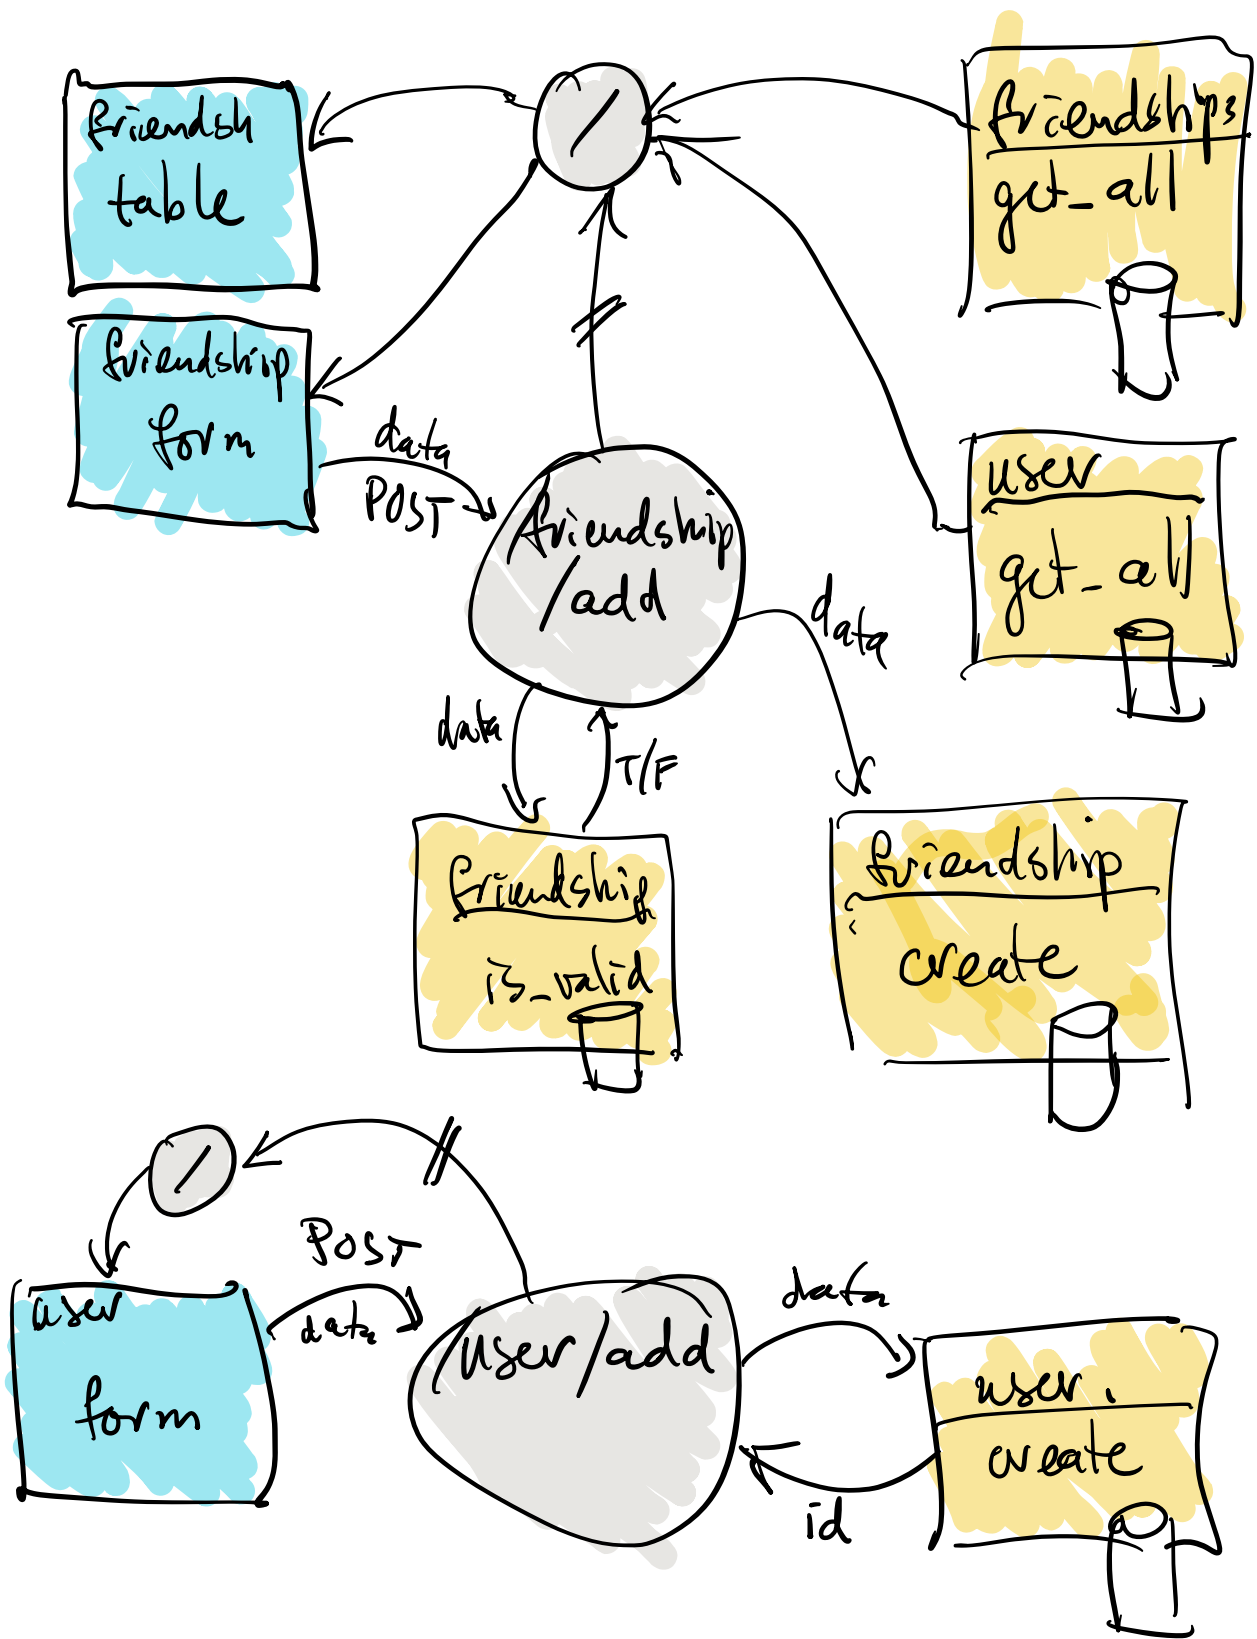 friendsh
table
/
friendships
get_all
friendship
form
data
POST
/friendship
/add
user
get_all
data
data
T/F
friendship
is_valid
friendship
create
/
POST
data
user
form
/user/add
data
id
user.
create